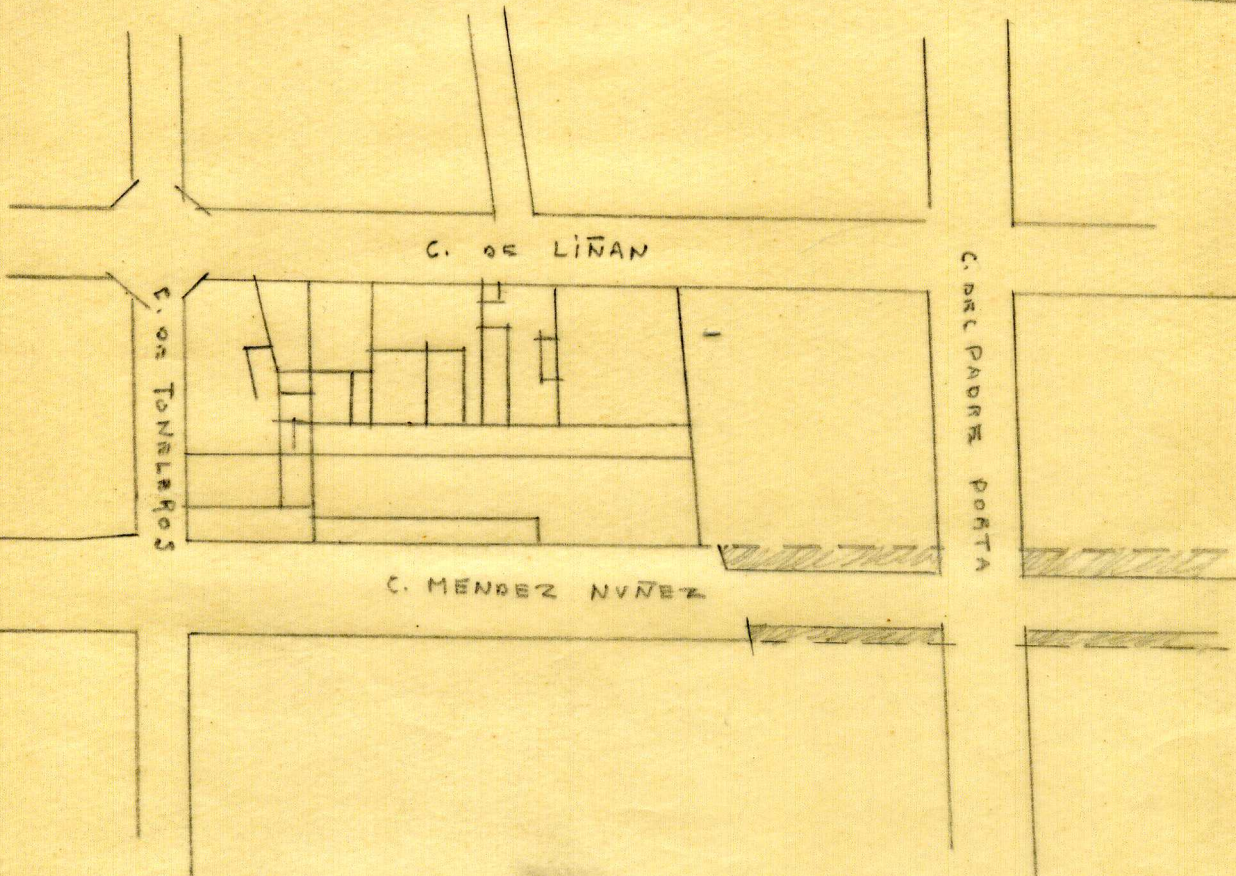 C. DE LIÑAN
C. DE TONELEROS
C. DEL PADRE PORTA
C. MENDEZ NUÑEZ